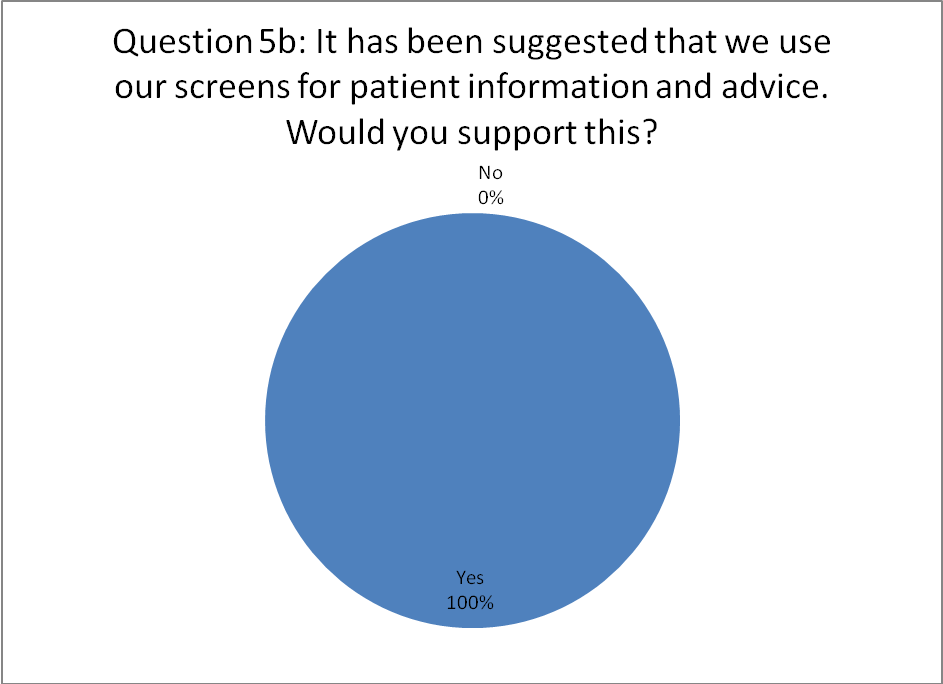 Question 5b: It has been suggested that we use
our screens for patient information and advice.
Would you support this?
No
0%
Yes
100%